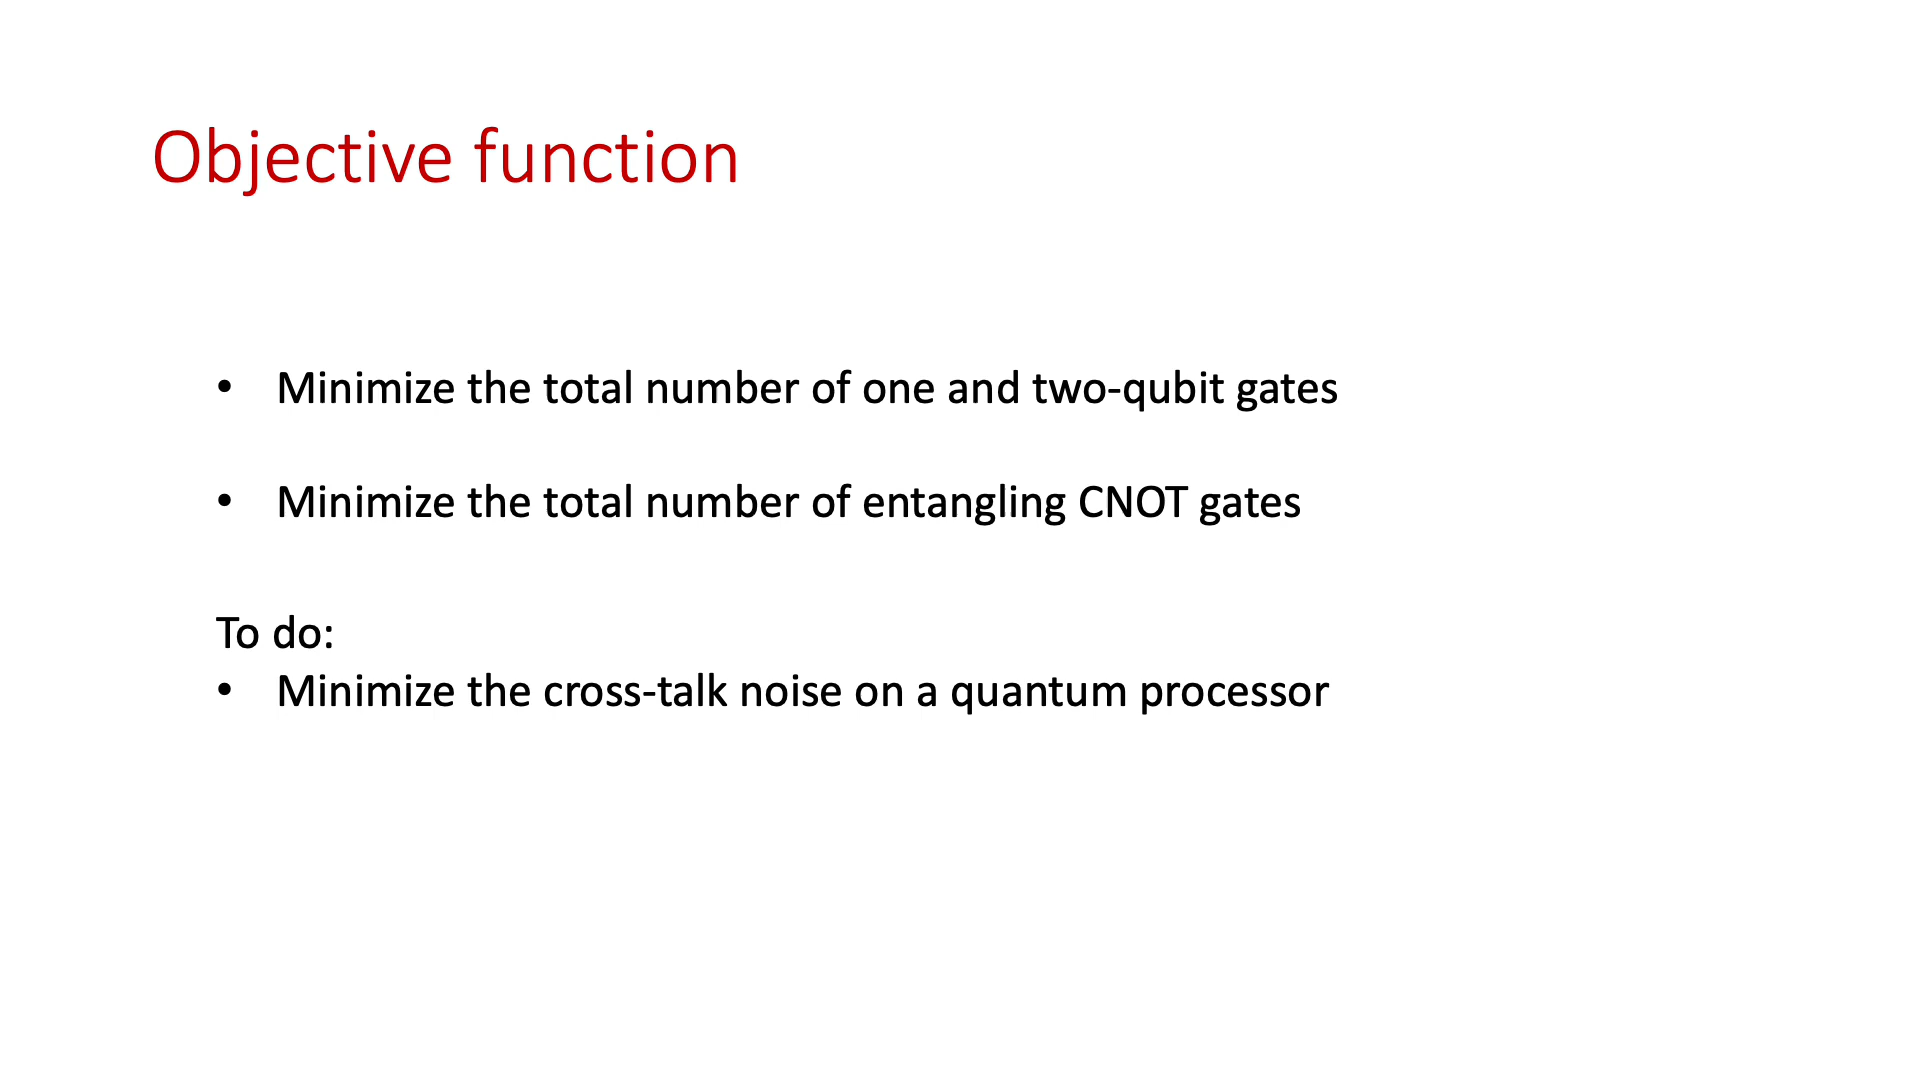 Objective function
• Minimize the total number of one and two-qubit gates
• Minimize the total number of entangling CNOT gates
To do:
• Minimize the cross-talk noise on a quantum processor